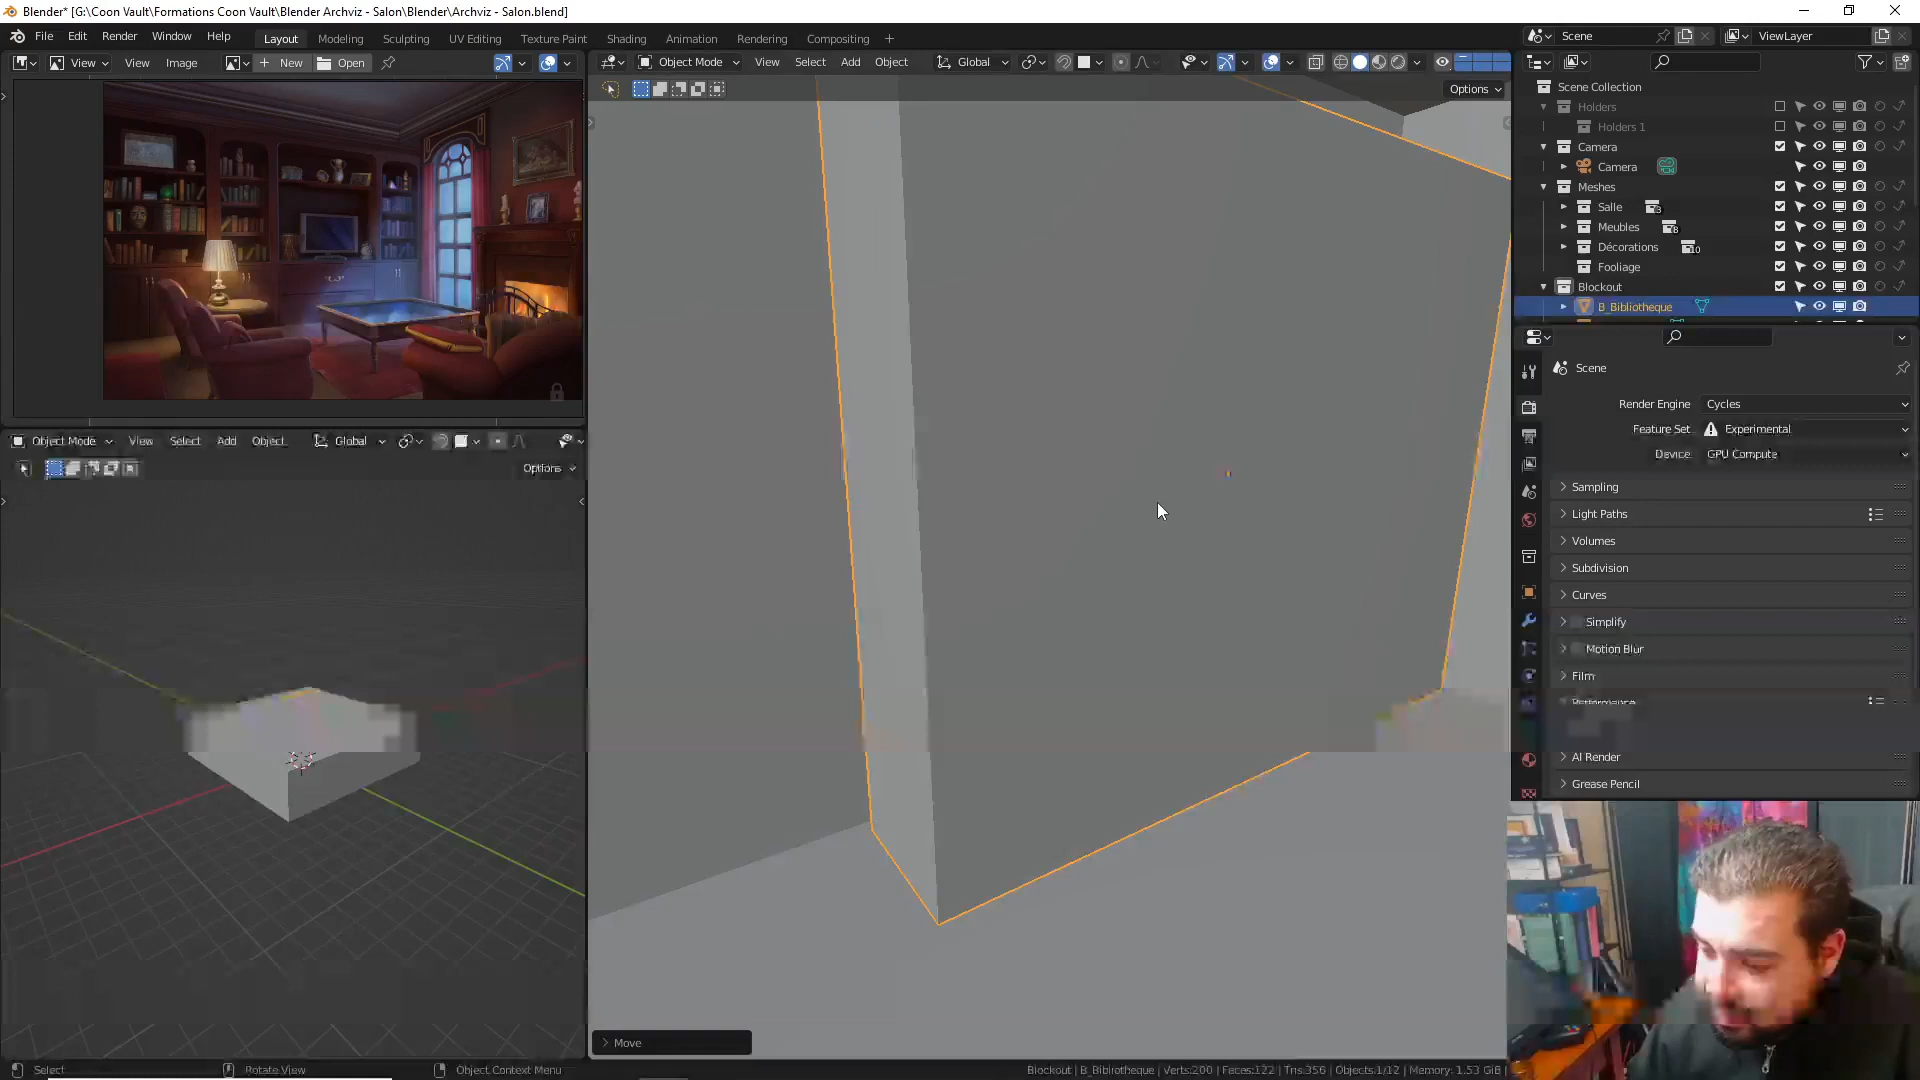 Blender* [G:\Coon Vault\Formations Coon Vault\Blender Archviz - Salon\Blender\Archviz - Salon.blend]
File Edit Render Window Help
Layout Modeling Sculpting UV Editing Texture Paint Shading Animation Rendering Compositing
Scene
ViewLayer
View View Image
New Open
Object Mode View Select Add Object
Global
Options
Scene Collection
Holders
Holders 1
Camera
Camera
Meshes
Salle 3
Meubles 8
Décorations 10
Fooliage
Blockout
B_Bibliotheque
Scene
Render Engine Cycles
Feature Set Experimental
Device GPU Compute
Sampling
Light Paths
Volumes
Subdivision
Curves
Simplify
Motion Blur
Film
Performance
AI Render
Grease Pencil
Object Mode View Select Add Object
Global
Options
Move
Select
Rotate View
Object Context Menu
Blockout | B_Bibliotheque | Verts:200 | Faces:122 | Tris:356 | Objects:1/12 | Memory: 1.53 GiB